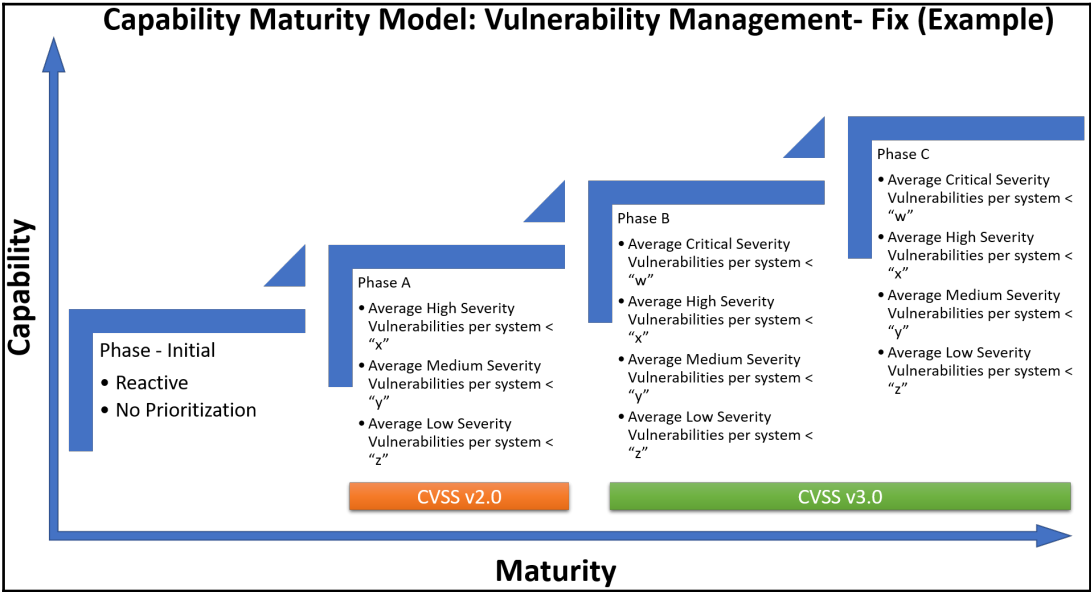 Capability Maturity Model: Vulnerability Management- Fix (Example)
Capability
Phase - Initial
• Reactive
• No Prioritization
Phase A
• Average High Severity
Vulnerabilities per system <
“x”
• Average Medium Severity
Vulnerabilities per system <
“y”
• Average Low Severity
Vulnerabilities per system <
“z”
Phase B
• Average Critical Severity
Vulnerabilities per system <
“w”
• Average High Severity
Vulnerabilities per system <
“x”
• Average Medium Severity
Vulnerabilities per system <
“y”
• Average Low Severity
Vulnerabilities per system <
“z”
Phase C
• Average Critical Severity
Vulnerabilities per system <
“w”
• Average High Severity
Vulnerabilities per system <
“x”
• Average Medium Severity
Vulnerabilities per system <
“y”
• Average Low Severity
Vulnerabilities per system <
“z”
CVSS v2.0
CVSS v3.0
Maturity